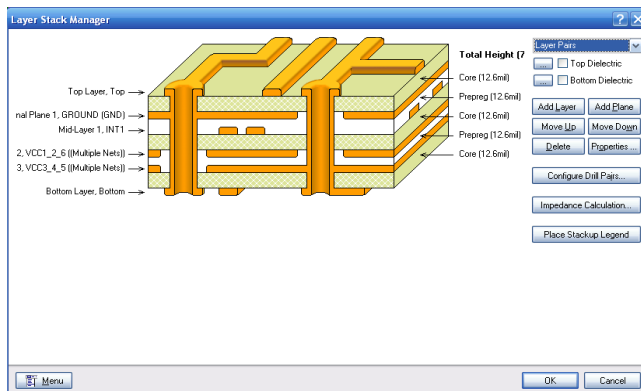 Layer Stack Manager
Total Height (7
Layer Pairs
Top Layer, Top
Core (12.6mil)
... Top Dielectric
... Bottom Dielectric
nal Plane 1, GROUND (GND)
Prepreg (12.6mil)
Add Layer Add Plane
Mid-Layer 1, INT1
Core (12.6mil)
Move Up Move Down
2, VCC1_2_6 ((Multiple Nets))
Prepreg (12.6mil)
Delete Properties ...
3, VCC3_4_5 ((Multiple Nets))
Core (12.6mil)
Configure Drill Pairs...
Bottom Layer, Bottom
Impedance Calculation...
Place Stackup Legend
Menu
OK Cancel